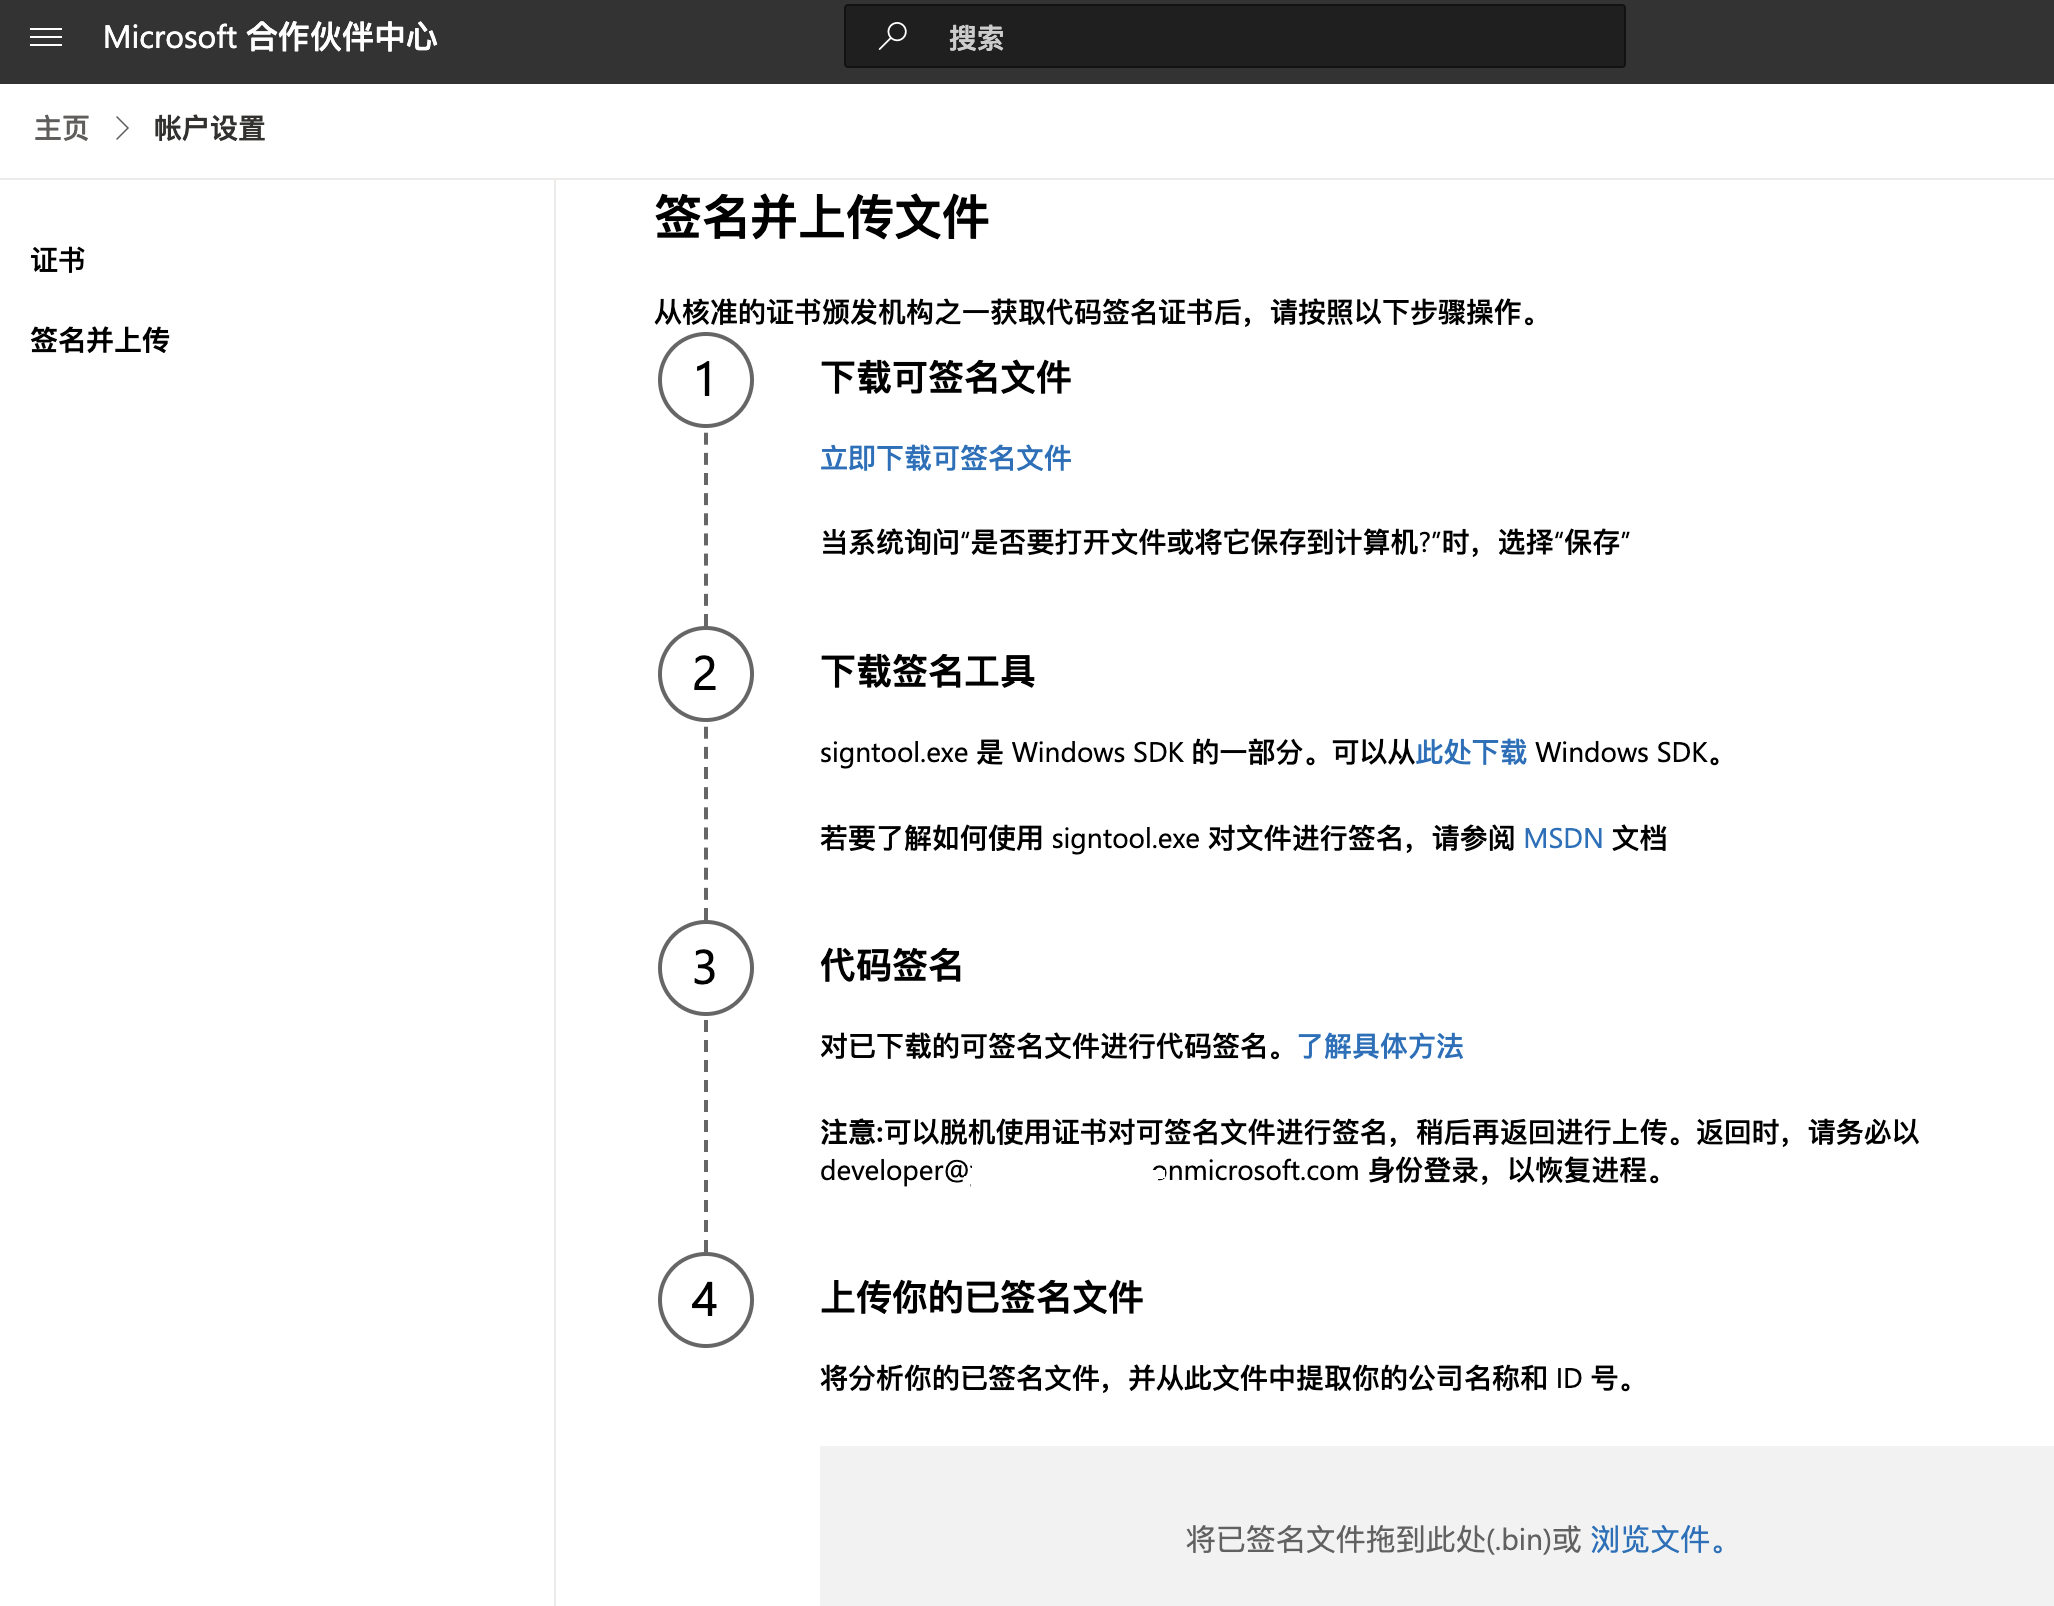 Microsoft 合作伙伴中心
搜索
主页 > 帐户设置
证书
签名并上传
签名并上传文件
从核准的证书颁发机构之一获取代码签名证书后，请按照以下步骤操作。
1
下载可签名文件
立即下载可签名文件
当系统询问“是否要打开文件或将它保存到计算机?”时，选择“保存”
2
下载签名工具
signtool.exe 是 Windows SDK 的一部分。可以从此处下载 Windows SDK。
若要了解如何使用 signtool.exe 对文件进行签名，请参阅 MSDN 文档
3
代码签名
对已下载的可签名文件进行代码签名。了解具体方法
注意:可以脱机使用证书对可签名文件进行签名，稍后再返回进行上传。返回时，请务必以
developer@ onmicrosoft.com 身份登录，以恢复进程。
4
上传你的已签名文件
将分析你的已签名文件，并从此文件中提取你的公司名称和 ID 号。
将已签名文件拖到此处(.bin)或 浏览文件。